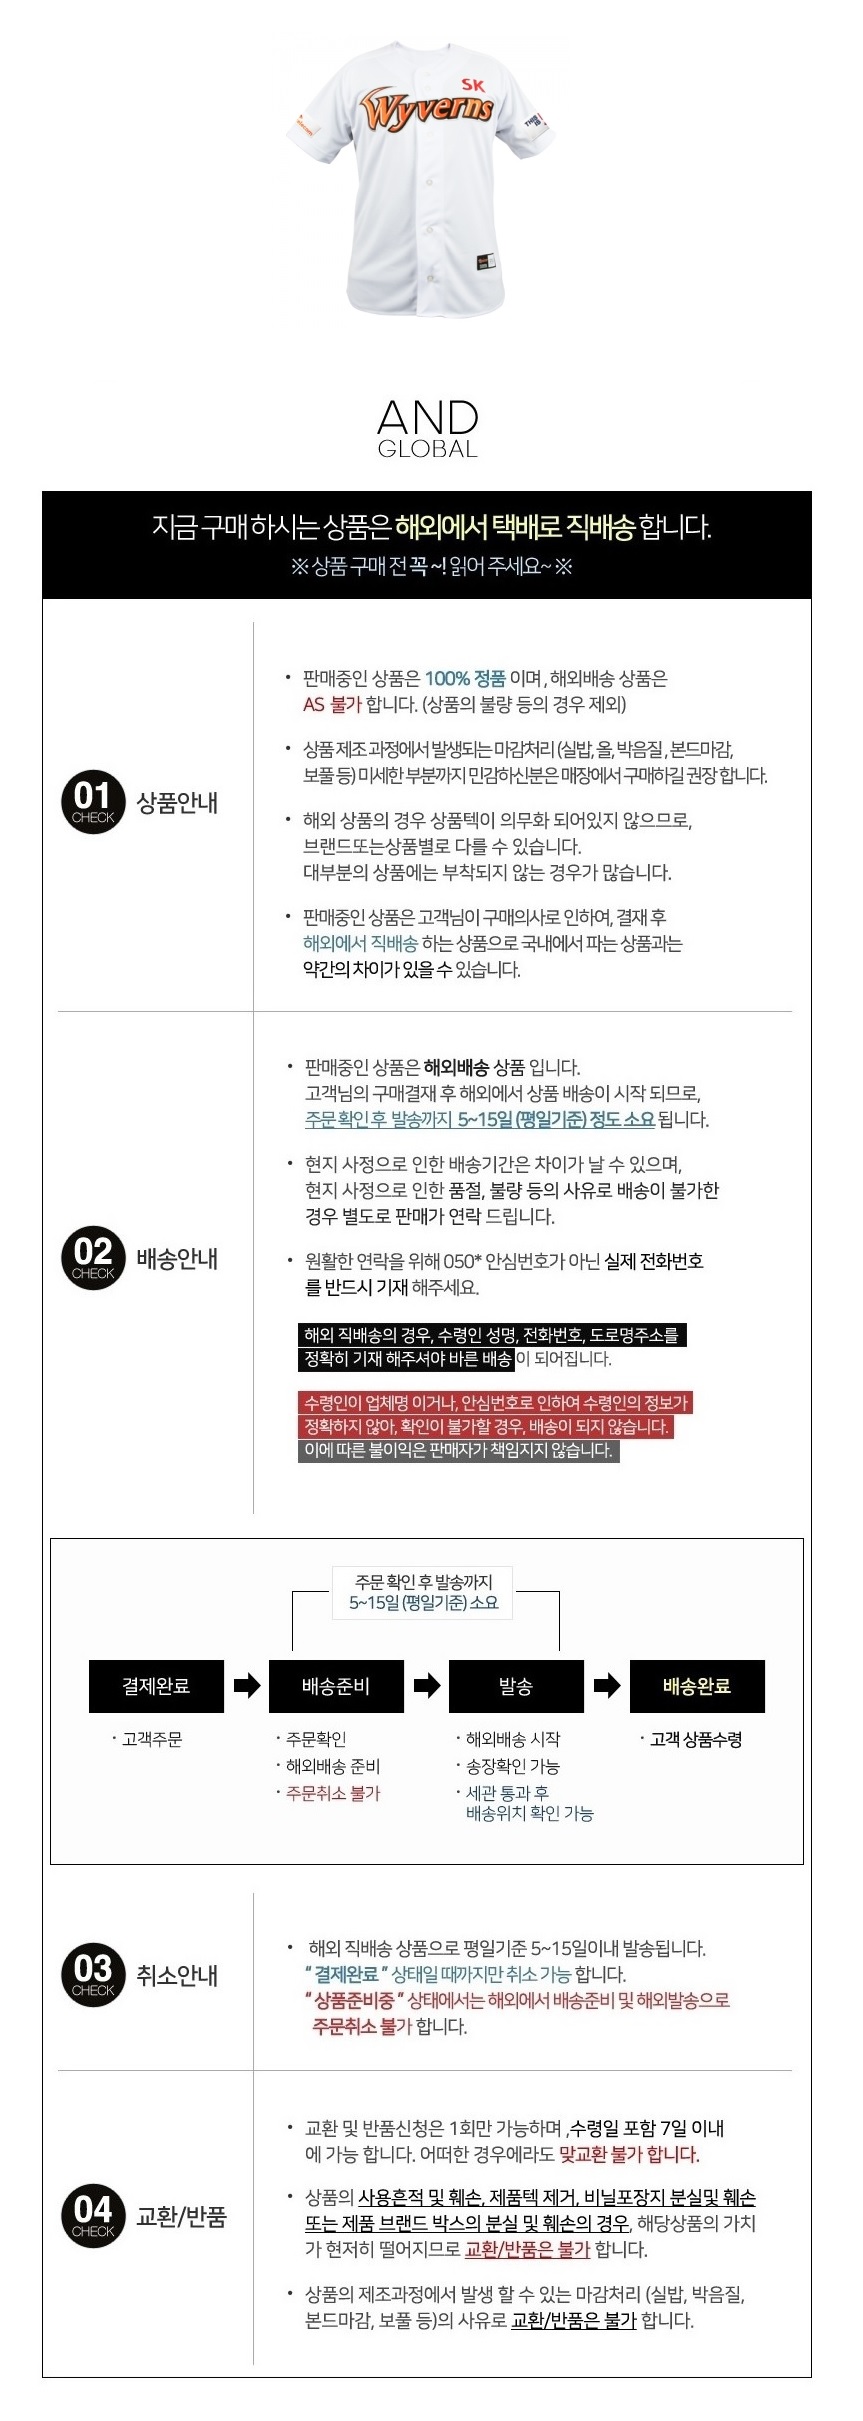 SK
Wyverns
THIS IS
AND
GLOBAL
지금 구매 하시는 상품은 해외에서 택배로 직배송 합니다.
※ 상품 구매 전 꼭 ~! 읽어 주세요~ ※
01
CHECK
상품안내
• 판매중인 상품은 100% 정품 이며, 해외배송 상품은
AS 불가 합니다. (상품의 불량 등의 경우 제외)
• 상품 제조 과정에서 발생되는 마감처리 (실밥, 올, 박음질, 본드마감,
보풀 등) 미세한 부분까지 민감하신분은 매장에서 구매하길 권장 합니다.
• 해외 상품의 경우 상품텍이 의무화 되어있지 않으므로,
브랜드또는상품별로 다를 수 있습니다.
대부분의 상품에는 부착되지 않는 경우가 많습니다.
• 판매중인 상품은 고객님이 구매의사로 인하여, 결재 후
해외에서 직배송 하는 상품으로 국내에서 파는 상품과는
약간의 차이가 있을 수 있습니다.
02
CHECK
배송안내
• 판매중인 상품은 해외배송 상품 입니다.
고객님의 구매결재 후 해외에서 상품 배송이 시작 되므로,
주문 확인 후 발송까지 5~15일 (평일기준) 정도 소요 됩니다.
• 현지 사정으로 인한 배송기간은 차이가 날 수 있으며,
현지 사정으로 인한 품절, 불량 등의 사유로 배송이 불가한
경우 별도로 판매가 연락 드립니다.
• 원활한 연락을 위해 050* 안심번호가 아닌 실제 전화번호
를 반드시 기재 해주세요.
해외 직배송의 경우, 수령인 성명, 전화번호, 도로명주소를
정확히 기재 해주셔야 바른 배송이 되어집니다.
수령인이 업체명 이거나, 안심번호로 인하여 수령인의 정보가
정확하지 않아, 확인이 불가할 경우, 배송이 되지 않습니다.
이에 따른 불이익은 판매자가 책임지지 않습니다.
주문 확인 후 발송까지
5~15일 (평일기준) 소요
결제완료
배송준비
발송
배송완료
· 고객주문
· 주문확인
· 해외배송 준비
· 주문취소 불가
· 해외배송 시작
· 송장확인 가능
· 세관 통과 후
배송위치 확인 가능
· 고객 상품수령
03
CHECK
취소안내
• 해외 직배송 상품으로 평일기준 5~15일이내 발송됩니다.
“ 결제완료 ” 상태일 때까지만 취소 가능 합니다.
“ 상품준비중 ” 상태에서는 해외에서 배송준비 및 해외발송으로
주문취소 불가 합니다.
04
CHECK
교환/반품
• 교환 및 반품신청은 1회만 가능하며 ,수령일 포함 7일 이내
에 가능 합니다. 어떠한 경우에라도 맞교환 불가 합니다.
• 상품의 사용흔적 및 훼손, 제품텍 제거, 비닐포장지 분실및 훼손
또는 제품 브랜드 박스의 분실 및 훼손의 경우, 해당상품의 가치
가 현저히 떨어지므로 교환/반품은 불가 합니다.
• 상품의 제조과정에서 발생 할 수 있는 마감처리 (실밥, 박음질,
본드마감, 보풀 등)의 사유로 교환/반품은 불가 합니다.